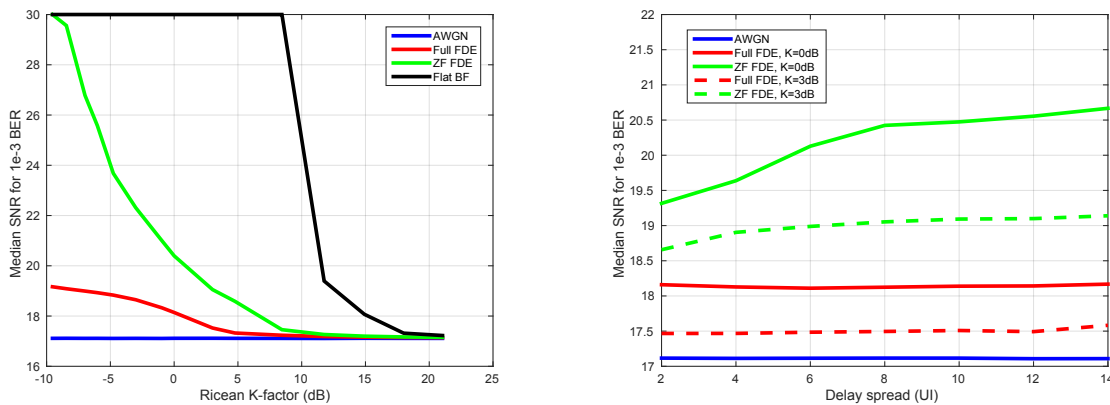 30
28
26
24
22
20
18
16
-10
-5
0
5
10
15
20
25
Median SNR for 1e-3 BER
Ricean K-factor (dB)
AWGN
Full FDE
ZF FDE
Flat BF
22
21.5
21
20.5
20
19.5
19
18.5
18
17.5
17
2
4
6
8
10
12
14
Median SNR for 1e-3 BER
Delay spread (UI)
AWGN
Full FDE, K=0dB
ZF FDE, K=0dB
Full FDE, K=3dB
ZF FDE, K=3dB